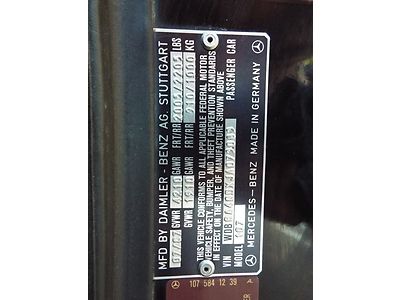 MFD BY DAIMLER - BENZ AG. STUTTGART
GVWR GAWR FRT/RR LBS
GVWR GAWR FRT/RR 910/1000 KG
THIS VEHICLE CONFORMS TO ALL APPLICABLE FEDERAL MOTOR
VEHICLE SAFETY, BUMPER AND THEFT PREVENTION STANDARDS
IN EFFECT ON THE DATE OF MANUFACTURE SHOWN ABOVE
VIN PASSENGER CAR
MERCEDES - BENZ MADE IN GERMANY
107 584 12 39